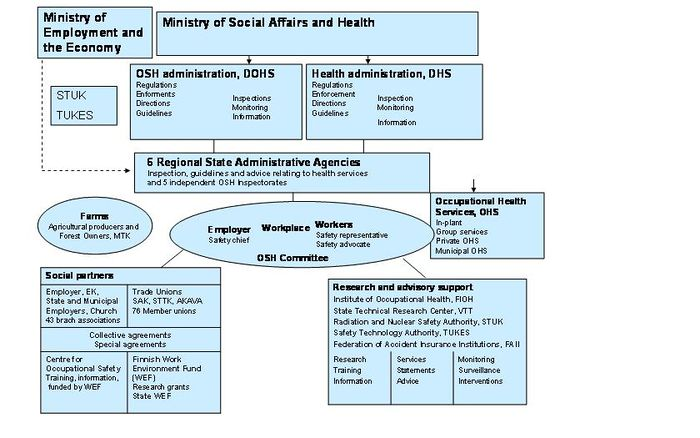 Ministry of
Employment and
the Economy
Ministry of Social Affairs and Health
STUK
TUKES
OSH administration, DOHS
Regulations
Enforments
Directions
Guidelines
Inspections
Monitoring
Information
Health administration, DHS
Regulations
Enforcement
Directions
Guidelines
Inspection
Monitoring
Information
6 Regional State Administrative Agencies
Inspection, guidelines and advice relating to health services
and 5 independent OSH Inspectorates
Farms
Agricultural producers and
Forest Owners, MTK
Employer
Safety chief
Workplace
Workers
Safety representative
Safety advocate
OSH Committee
Occupational Health
Services, OHS
In-plant
Group services
Private OHS
Municipal OHS
Social partners
Employer, EK,
State and Municipal
Employers, Church
43 brach associations
Trade Unions
SAK, STTK, AKAVA
76 Member unions
Collective agreements
Special agreements
Centre for
Occupational Safety
Training, information,
funded by WEF
Finnish Work
Environment Fund
(WEF)
Research grants
State WEF
Research and advisory support
Institute of Occupational Health, FIOH
State Technical Research Center, VTT
Radiation and Nuclear Safety Authority, STUK
Safety Technology Authority, TUKES
Federation of Accident Insurance Institutions, FAII
Research
Training
Information
Services
Statements
Advice
Monitoring
Surveillance
Interventions